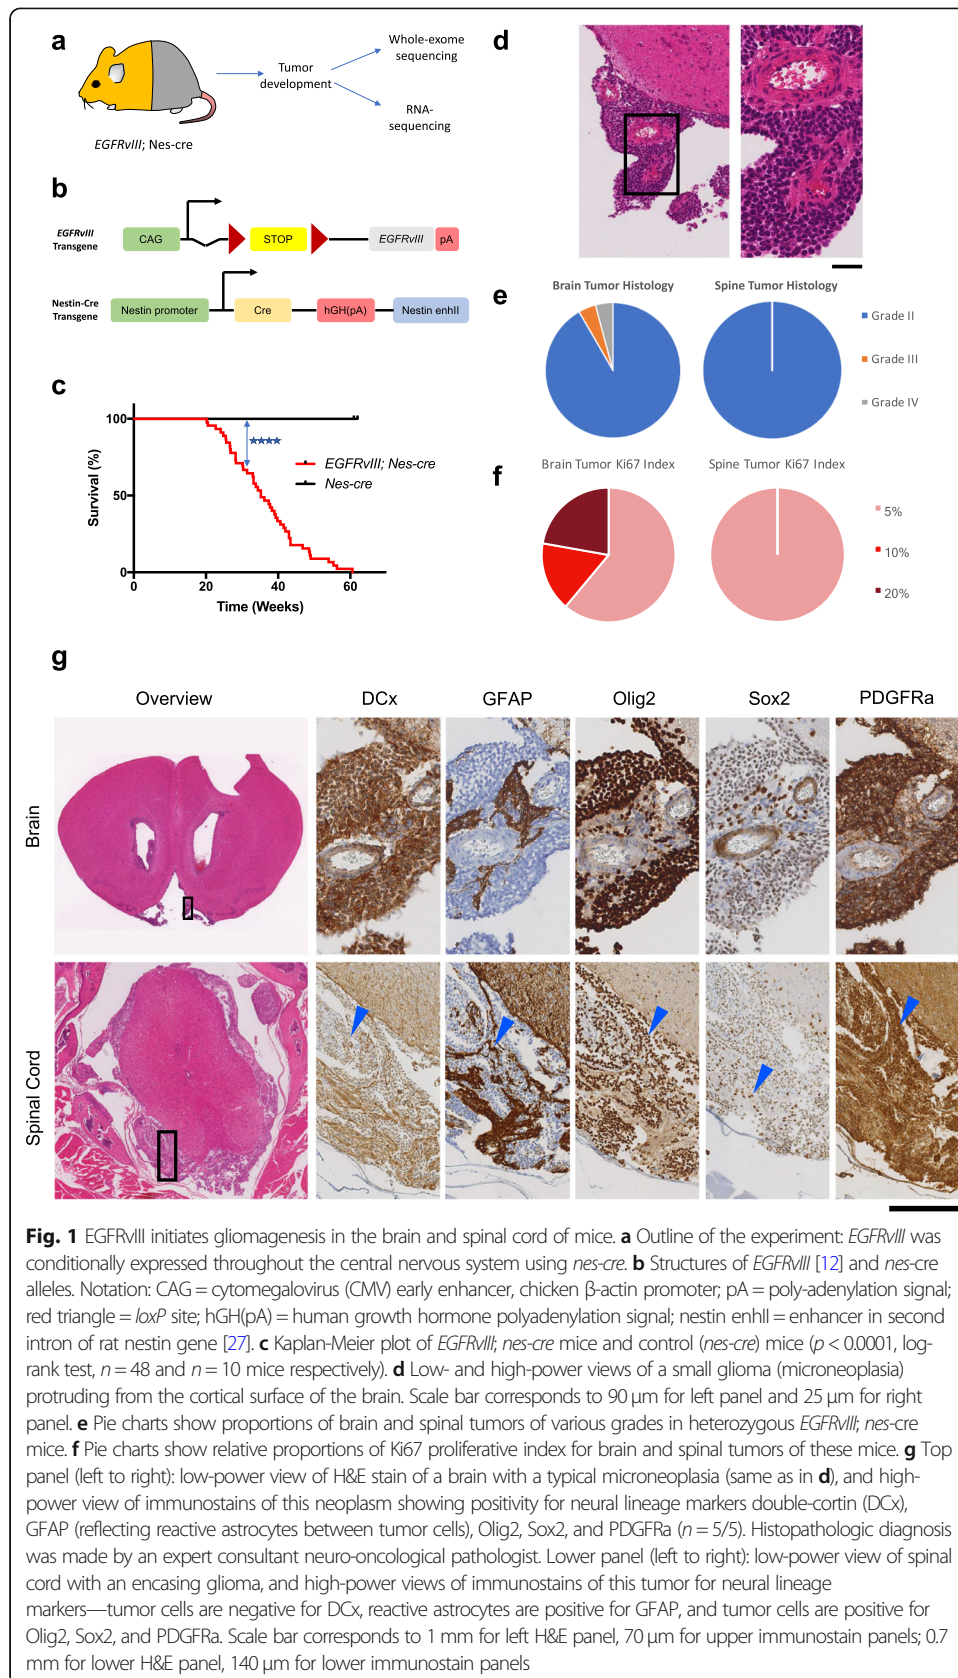 a
Whole-exome
sequencing
Tumor
development
RNA-
sequencing
EGFRvIII; Nes-cre
b
EGFRvIII
Transgene
CAG
STOP
EGFRvIII
pA
Nestin-Cre
Transgene
Nestin promoter
Cre
hGH(pA)
Nestin enhII
c
Survival (%)
100
50
0
0
20
40
60
Time (Weeks)
EGFRvIII; Nes-cre
Nes-cre
d
e
Brain Tumor Histology
Spine Tumor Histology
Grade II
Grade III
Grade IV
f
Brain Tumor Ki67 Index
Spine Tumor Ki67 Index
5%
10%
20%
g
Overview
DCx
GFAP
Olig2
Sox2
PDGFRa
Brain
Spinal Cord
Fig. 1 EGFRvIII initiates gliomagenesis in the brain and spinal cord of mice. a Outline of the experiment: EGFRvIII was
conditionally expressed throughout the central nervous system using nes-cre. b Structures of EGFRvIII [12] and nes-cre
alleles. Notation: CAG = cytomegalovirus (CMV) early enhancer, chicken β-actin promoter; pA = poly-adenylation signal;
red triangle = loxP site; hGH(pA) = human growth hormone polyadenylation signal; nestin enhII = enhancer in second
intron of rat nestin gene [27]. c Kaplan-Meier plot of EGFRvIII; nes-cre mice and control (nes-cre) mice (p < 0.0001, log-
rank test, n = 48 and n = 10 mice respectively). d Low- and high-power views of a small glioma (microneoplasia)
protruding from the cortical surface of the brain. Scale bar corresponds to 90 μm for left panel and 25 μm for right
panel. e Pie charts show proportions of brain and spinal tumors of various grades in heterozygous EGFRvIII; nes-cre
mice. f Pie charts show relative proportions of Ki67 proliferative index for brain and spinal tumors of these mice. g Top
panel (left to right): low-power view of H&E stain of a brain with a typical microneoplasia (same as in d), and high-
power view of immunostains of this neoplasm showing positivity for neural lineage markers double-cortin (DCx),
GFAP (reflecting reactive astrocytes between tumor cells), Olig2, Sox2, and PDGFRa (n = 5/5). Histopathologic diagnosis
was made by an expert consultant neuro-oncological pathologist. Lower panel (left to right): low-power view of spinal
cord with an encasing glioma, and high-power views of immunostains of this tumor for neural lineage
markers—tumor cells are negative for DCx, reactive astrocytes are positive for GFAP, and tumor cells are positive for
Olig2, Sox2, and PDGFRa. Scale bar corresponds to 1 mm for left H&E panel, 70 μm for upper immunostain panels; 0.7
mm for lower H&E panel, 140 μm for lower immunostain panels